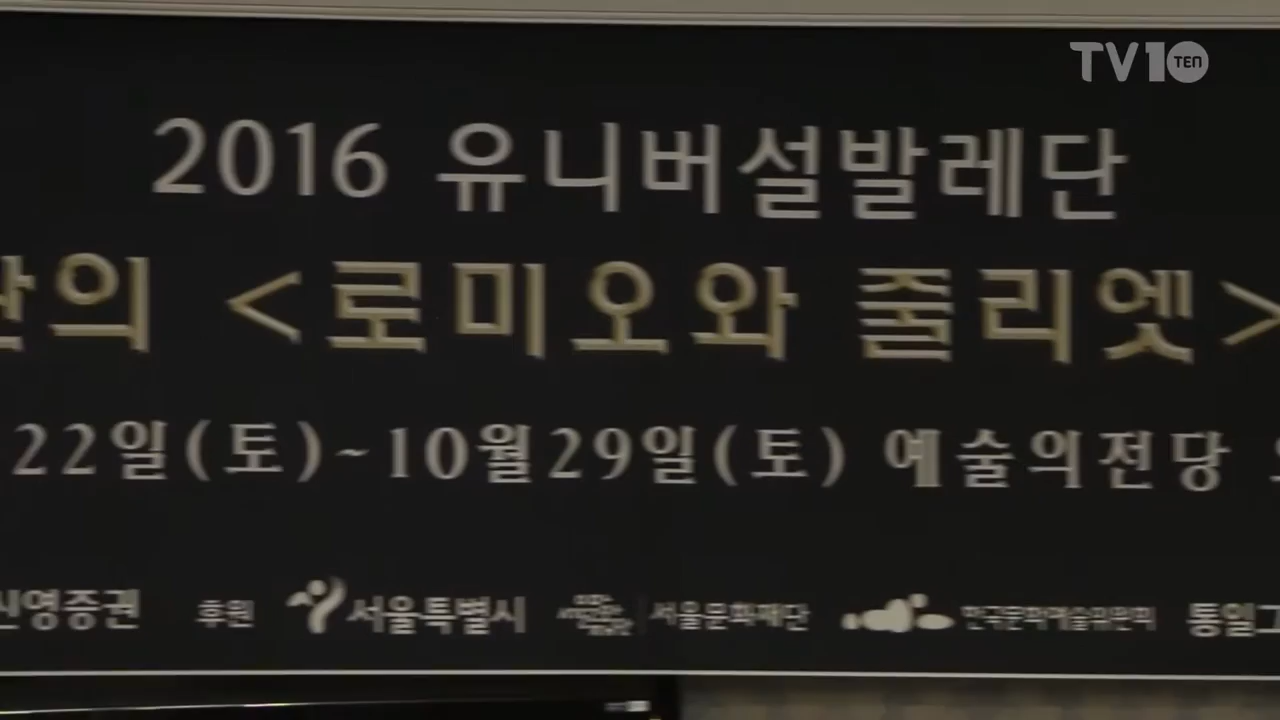 TV10 TEN
2016 유니버설발레단
의 <로미오와 줄리엣>
22일(토)~10월29일(토) 예술의전당
신영증권 후원 서울특별시 서울문화재단 한국문화예술위원회 통일그